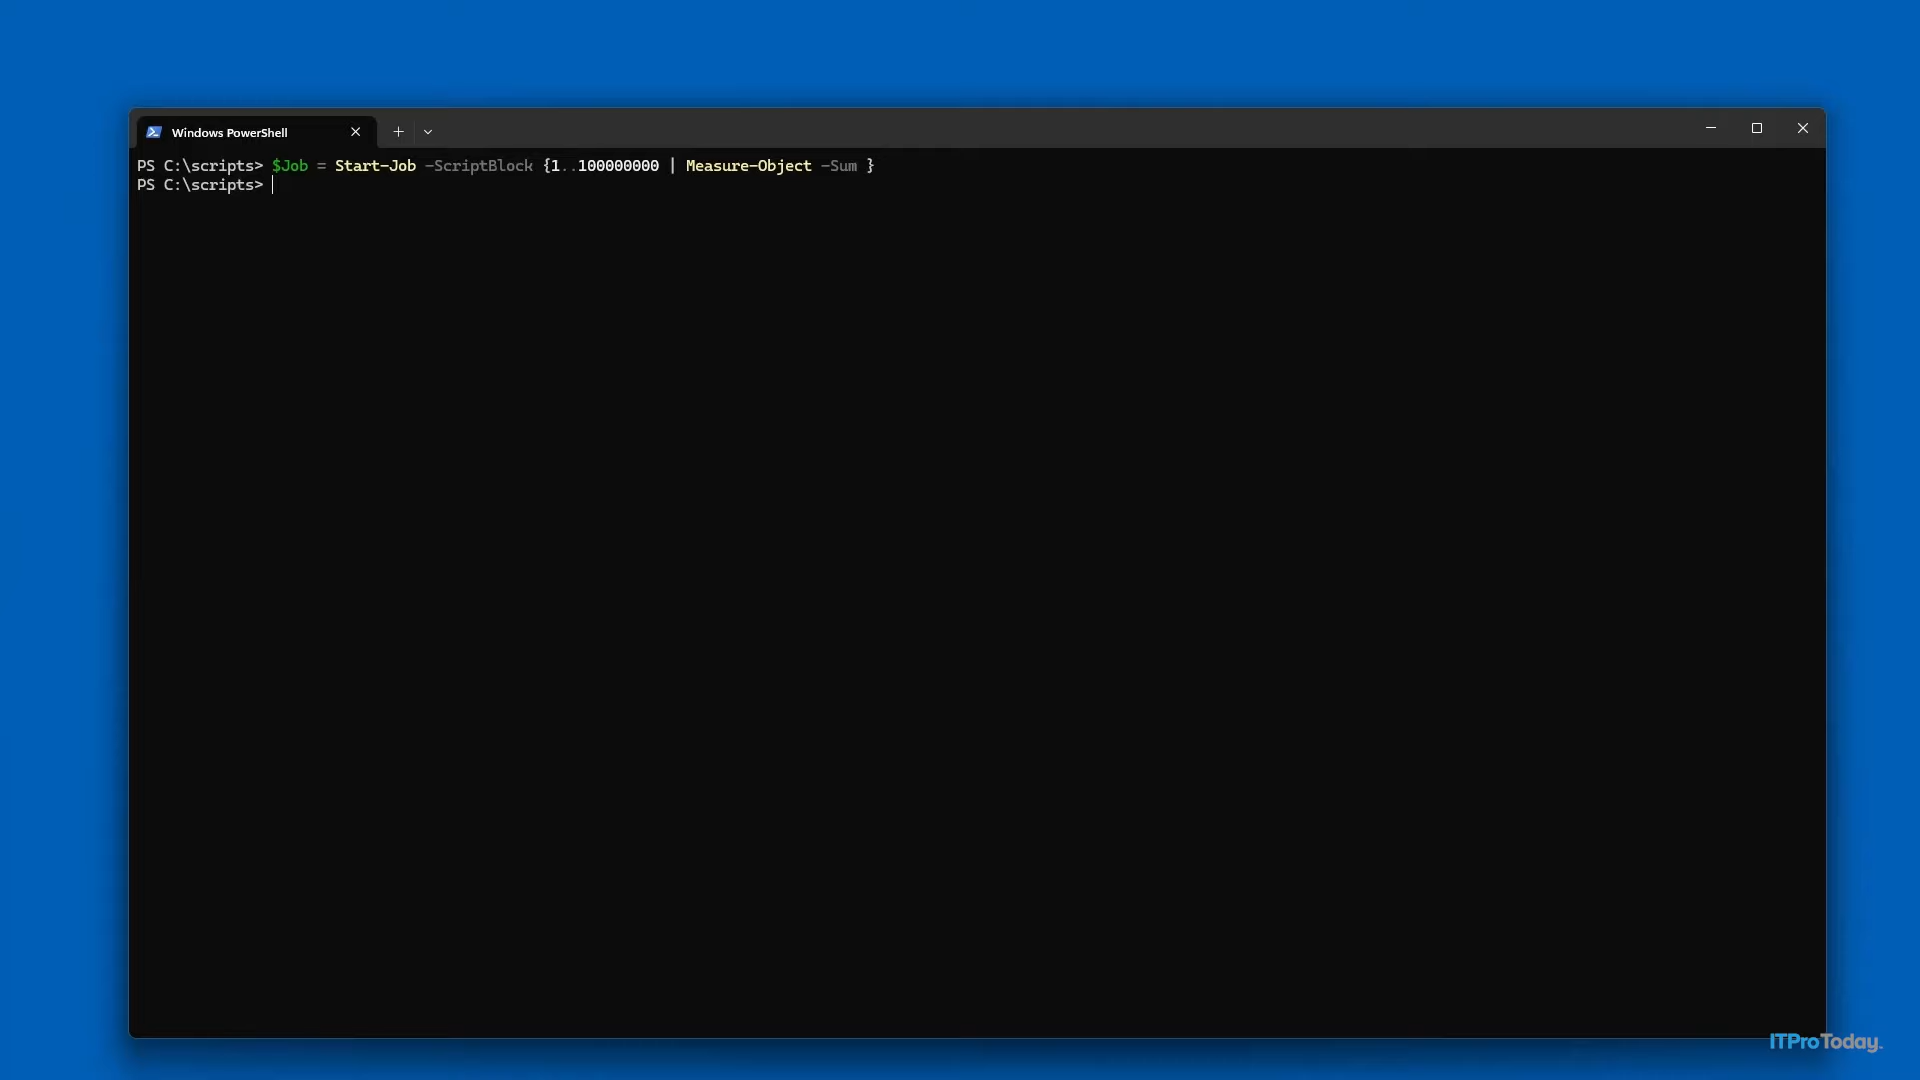 Windows PowerShell
PS C:\scripts> $Job = Start-Job -ScriptBlock {1..100000000 | Measure-Object -Sum }
PS C:\scripts>
ITProToday.